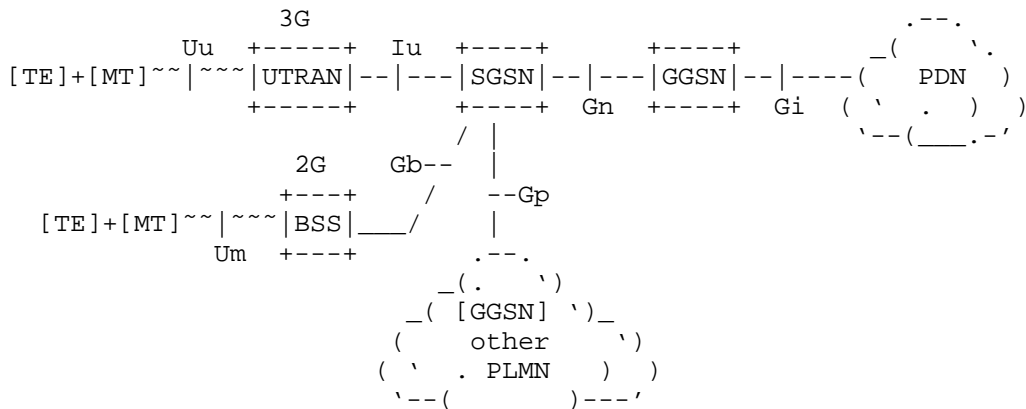 3G
Uu Iu
[TE]+[MT]~~|~~~|UTRAN|--|---|SGSN|--|---|GGSN|--|----( PDN
Gn Gi
2G Gb--
--Gp
[TE]+[MT]~~|~~~|BSS|___/
Um
[GGSN]
other
PLMN